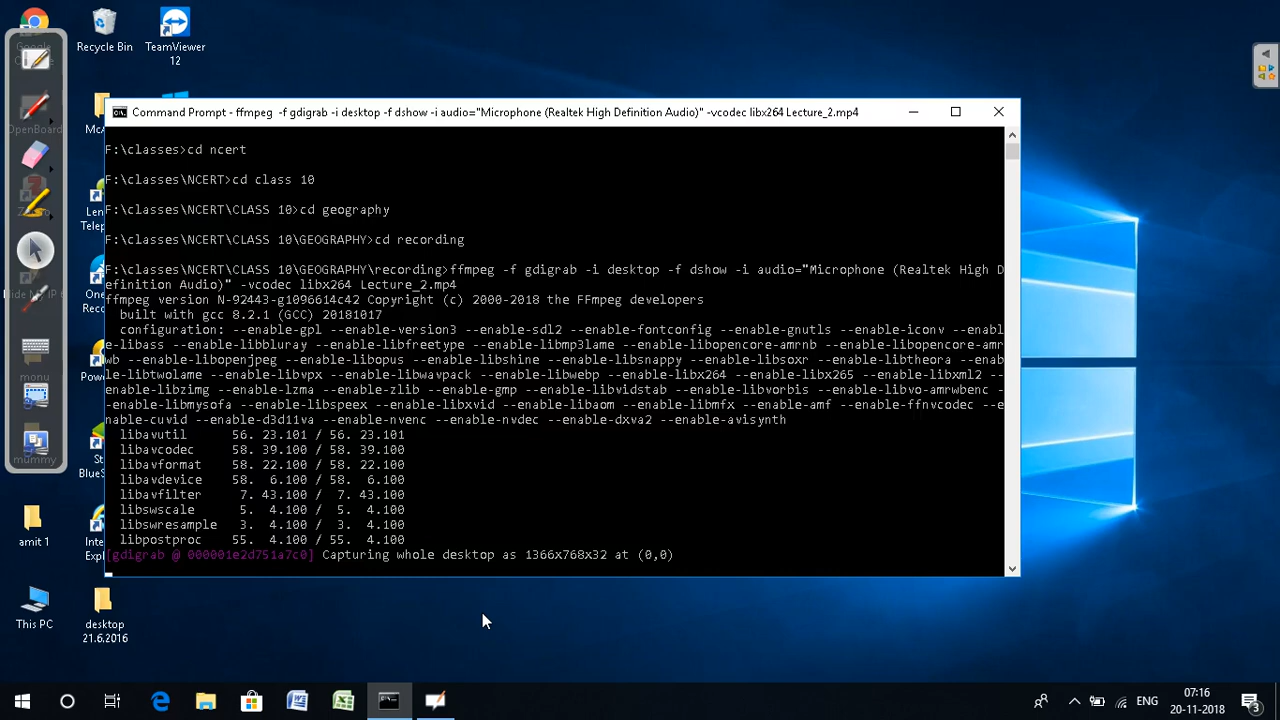 Recycle Bin
TeamViewer
12
Command Prompt - ffmpeg  -f gdigrab -i desktop -f dshow -i audio="Microphone (Realtek High Definition Audio)" -vcodec libx264 Lecture_2.mp4
F:\classes>cd ncert
F:\classes\NCERT>cd class 10
F:\classes\NCERT\CLASS 10>cd geography
F:\classes\NCERT\CLASS 10\GEOGRAPHY>cd recording
F:\classes\NCERT\CLASS 10\GEOGRAPHY\recording>ffmpeg -f gdigrab -i desktop -f dshow -i audio="Microphone (Realtek High D
efinition Audio)" -vcodec libx264 Lecture_2.mp4
ffmpeg version N-92443-g1096614c42 Copyright (c) 2000-2018 the FFmpeg developers
built with gcc 8.2.1 (GCC) 20181017
configuration: --enable-gpl --enable-version3 --enable-sdl2 --enable-fontconfig --enable-gnutls --enable-iconv --enabl
e-libass --enable-libbluray --enable-libfreetype --enable-libmp3lame --enable-libopencore-amrnb --enable-libopencore-amr
wb --enable-libopenjpeg --enable-libopus --enable-libshine --enable-libsnappy --enable-libsoxr --enable-libtheora --enab
le-libtwolame --enable-libvpx --enable-libwavpack --enable-libwebp --enable-libx264 --enable-libx265 --enable-libxml2 --
enable-libzimg --enable-lzma --enable-zlib --enable-gmp --enable-libvidstab --enable-libvorbis --enable-libvo-amrwbenc -
-enable-libmysofa --enable-libspeex --enable-libxvid --enable-libaom --enable-libmfx --enable-amf --enable-ffnvcodec --e
nable-cuvid --enable-d3d11va --enable-nvenc --enable-nvdec --enable-dxva2 --enable-avisynth
libavutil      56. 23.101 / 56. 23.101
libavcodec     58. 39.100 / 58. 39.100
libavformat    58. 22.100 / 58. 22.100
libavdevice    58.  6.100 / 58.  6.100
libavfilter     7. 43.100 /  7. 43.100
libswscale      5.  4.100 /  5.  4.100
libswresample   3.  4.100 /  3.  4.100
libpostproc    55.  4.100 / 55.  4.100
[gdigrab @ 000001e2d751a7c0] Capturing whole desktop as 1366x768x32 at (0,0)
OpenBoard
monu
mummy
amit 1
This PC
desktop
21.6.2016
ENG
07:16
20-11-2018
3